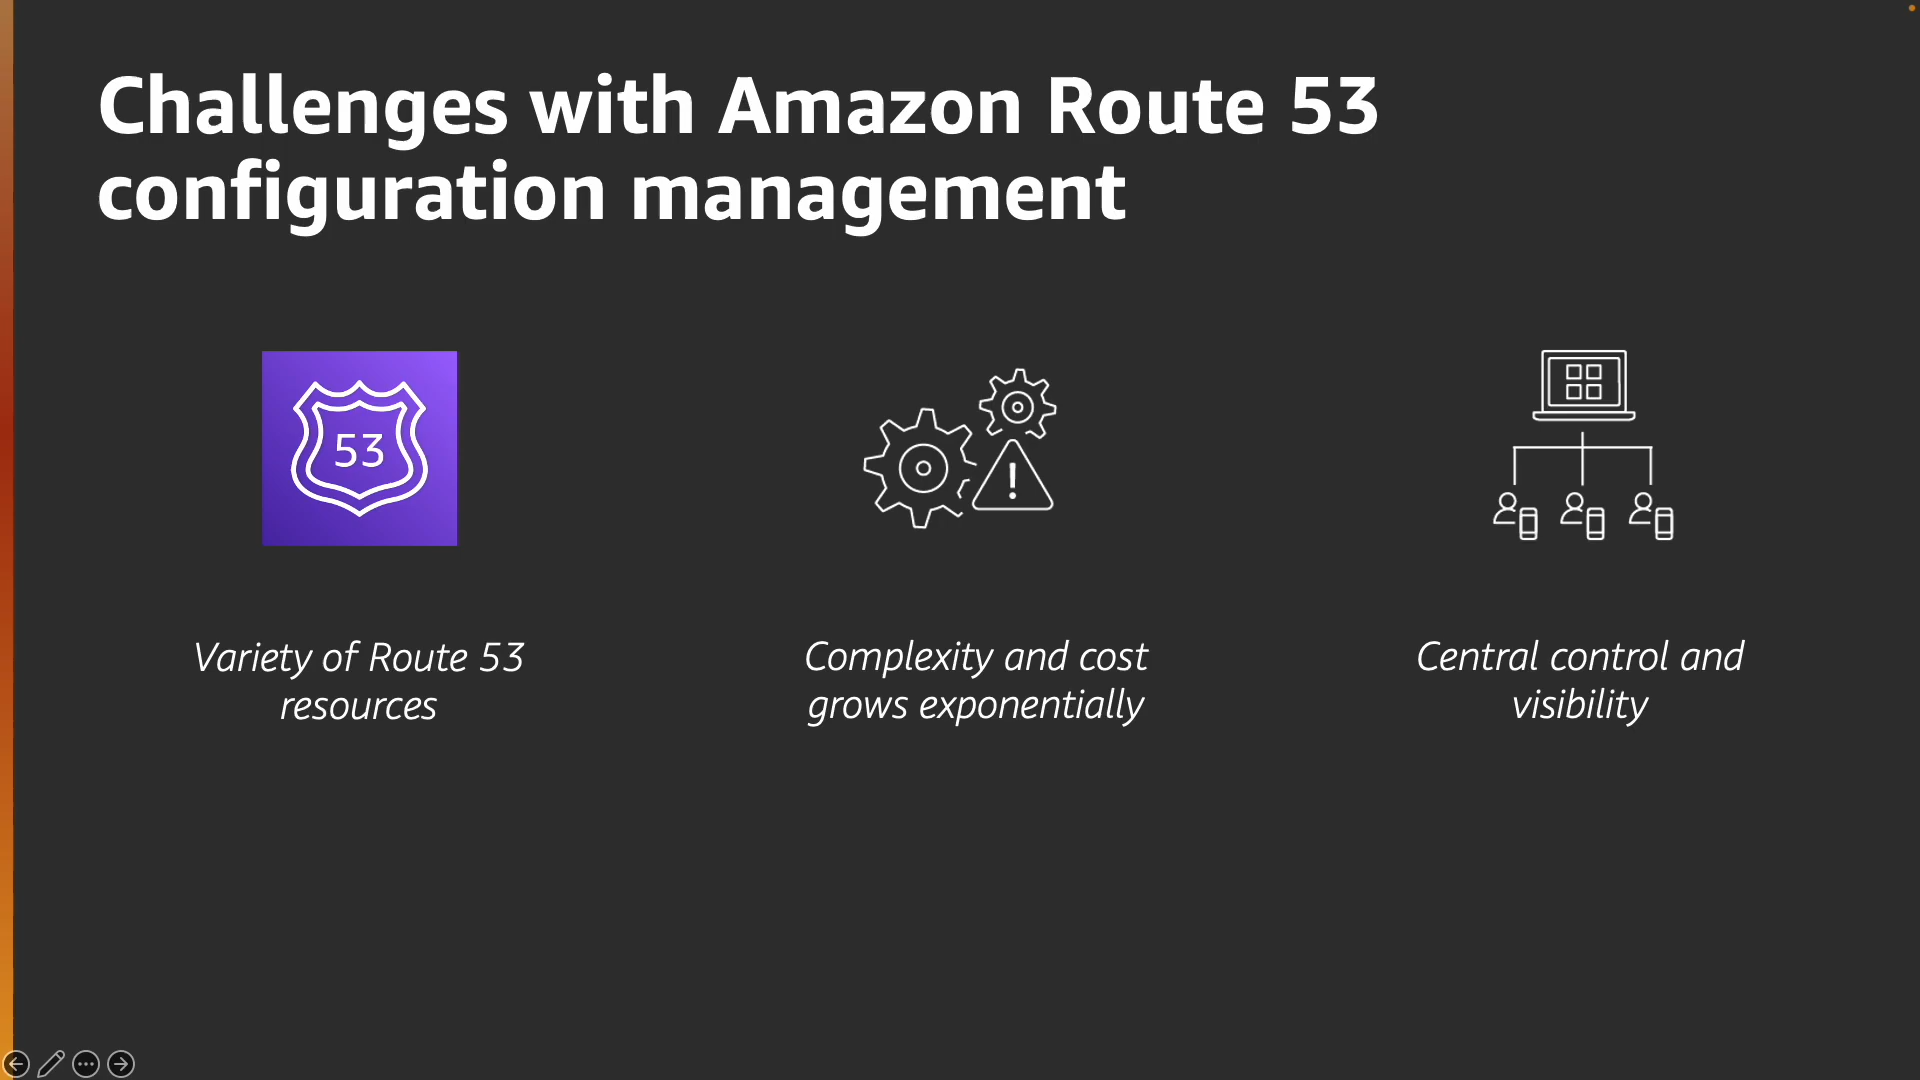 Challenges with Amazon Route 53
configuration management
53
!
Variety of Route 53
resources
Complexity and cost
grows exponentially
Central control and
visibility